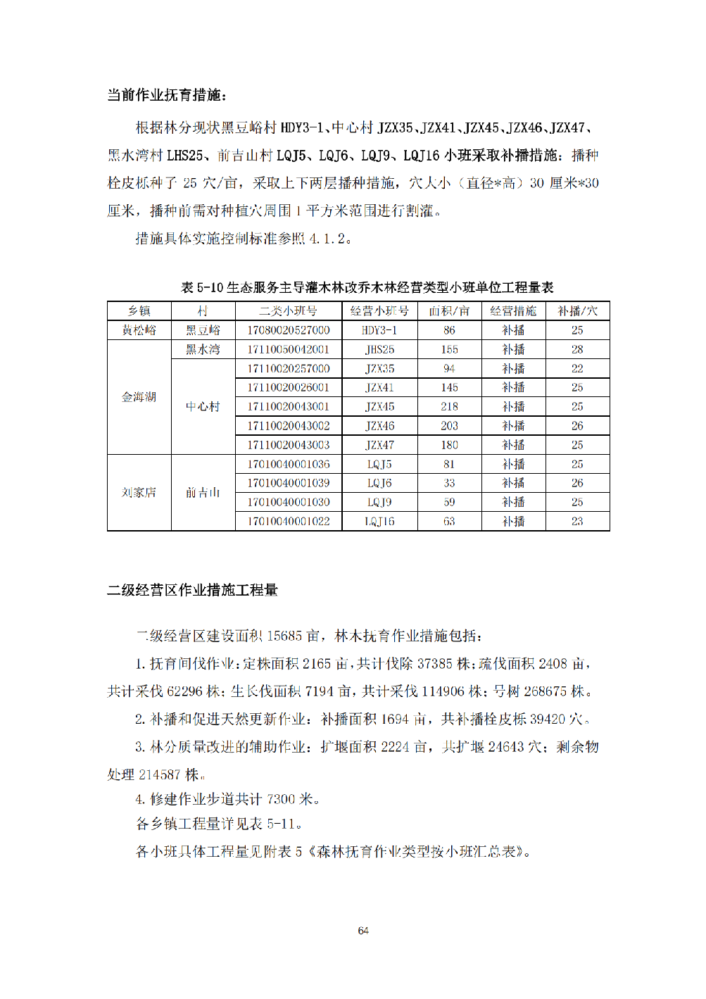 当前作业抚育措施：
根据林分现状黑豆峪村 HDY3-1、中心村 JZX35、JZX41、JZX45、JZX46、JZX47、
黑水湾村 LHS25、前吉山村 LQJ5、LQJ6、LQJ9、LQJ16 小班采取补播措施：播种
栓皮栎种子 25 穴/亩，采取上下两层播种措施，穴大小（直径*高）30 厘米*30
厘米，播种前需对种植穴周围 1 平方米范围进行割灌。
措施具体实施控制标准参照 4.1.2。
表 5-10 生态服务主导灌木林改乔木林经营类型小班单位工程量表
乡镇 村 二类小班号 经营小班号 面积/亩 经营措施 补播/穴
黄松峪 黑豆峪 17080020527000 HDY3-1 86 补播 25
金海湖 黑水湾 17110050042001 JHS25 155 补播 28
中心村 17110020257000 JZX35 94 补播 22
17110020026001 JZX41 145 补播 25
17110020043001 JZX45 218 补播 25
17110020043002 JZX46 203 补播 26
17110020043003 JZX47 180 补播 25
刘家店 前吉山 17010040001036 LQJ5 81 补播 25
17010040001039 LQJ6 33 补播 26
17010040001030 LQJ9 59 补播 25
17010040001022 LQJ16 63 补播 23
二级经营区作业措施工程量
二级经营区建设面积 15685 亩，林木抚育作业措施包括：
1. 抚育间伐作业：定株面积 2165 亩，共计伐除 37385 株；疏伐面积 2408 亩，
共计采伐 62296 株；生长伐面积 7194 亩，共计采伐 114906 株；号树 268675 株。
2. 补播和促进天然更新作业：补播面积 1694 亩，共补播栓皮栎 39420 穴。
3. 林分质量改进的辅助作业：扩堰面积 2224 亩，共扩堰 24643 穴；剩余物
处理 214587 株。
4. 修建作业步道共计 7300 米。
各乡镇工程量详见表 5-11。
各小班具体工程量见附表 5《森林抚育作业类型按小班汇总表》。
64